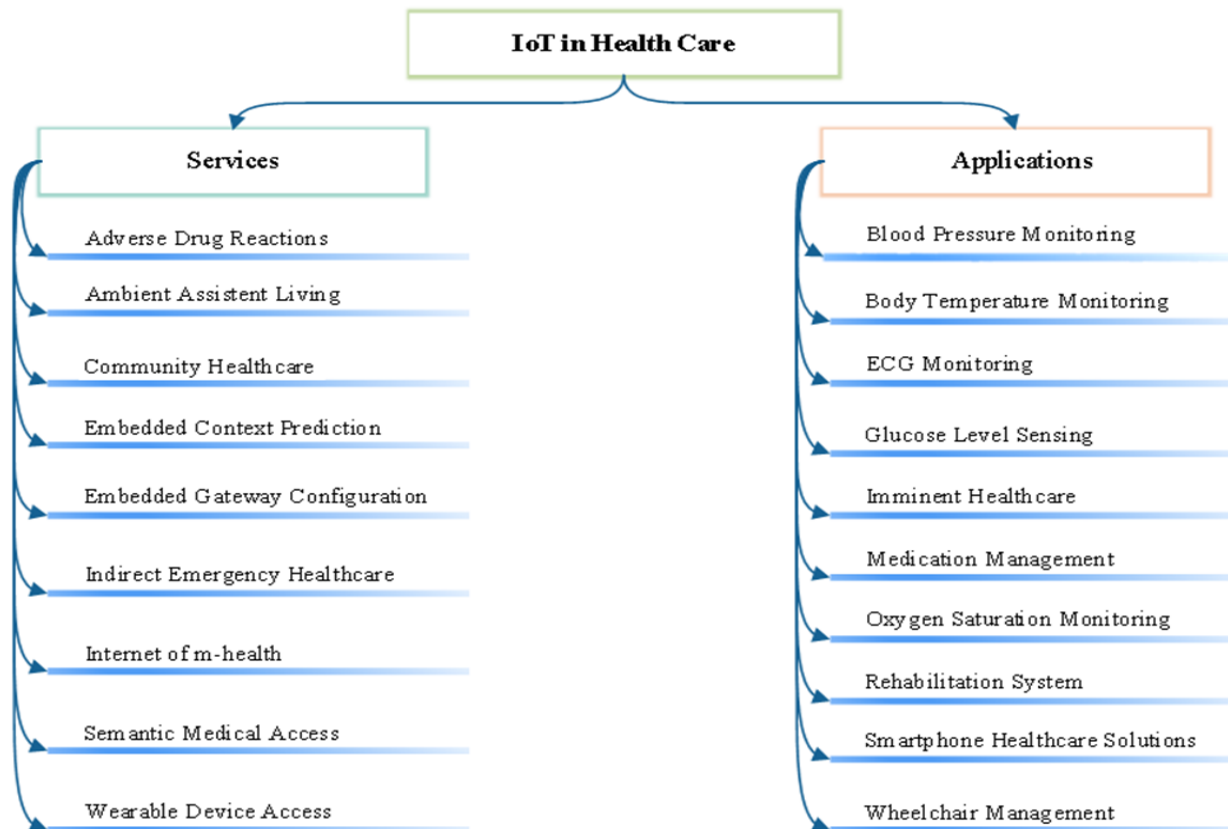 IoT in Health Care
Services
Adverse Drug Reactions
Ambient Assistent Living
Community Healthcare
Embedded Context Prediction
Embedded Gateway Configuration
Indirect Emergency Healthcare
Internet of m-health
Semantic Medical Access
Wearable Device Access
Applications
Blood Pressure Monitoring
Body Temperature Monitoring
ECG Monitoring
Glucose Level Sensing
Imminent Healthcare
Medication Management
Oxygen Saturation Monitoring
Rehabilitation System
Smartphone Healthcare Solutions
Wheelchair Management